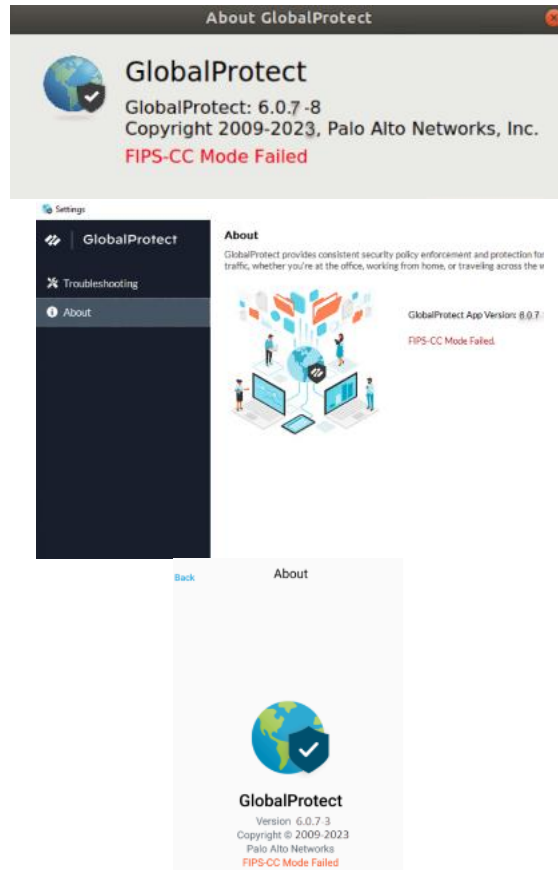 About GlobalProtect
GlobalProtect
GlobalProtect: 6.0.7-8
Copyright 2009-2023, Palo Alto Networks, Inc.
FIPS-CC Mode Failed
Settings
GlobalProtect
Troubleshooting
About
About
GlobalProtect provides consistent security policy enforcement and protection for
traffic, whether you're at the office, working from home, or traveling across the w
GlobalProtect App Version: 6.0.7
FIPS-CC Mode Failed.
Back
About
GlobalProtect
Version 6.0.7-3
Copyright © 2009-2023
Palo Alto Networks
FIPS-CC Mode Failed